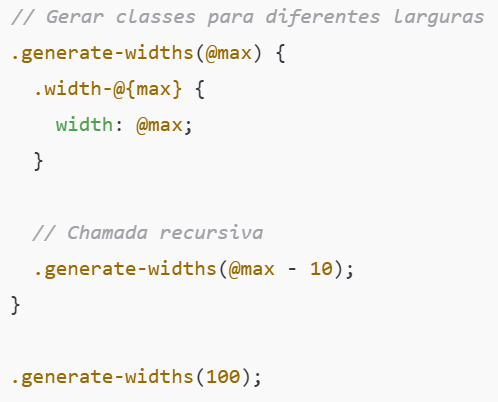 // Gerar classes para diferentes larguras
.generate-widths(@max) {
  .width-@{max} {
    width: @max;
  }

  // Chamada recursiva
  .generate-widths(@max - 10);
}

.generate-widths(100);